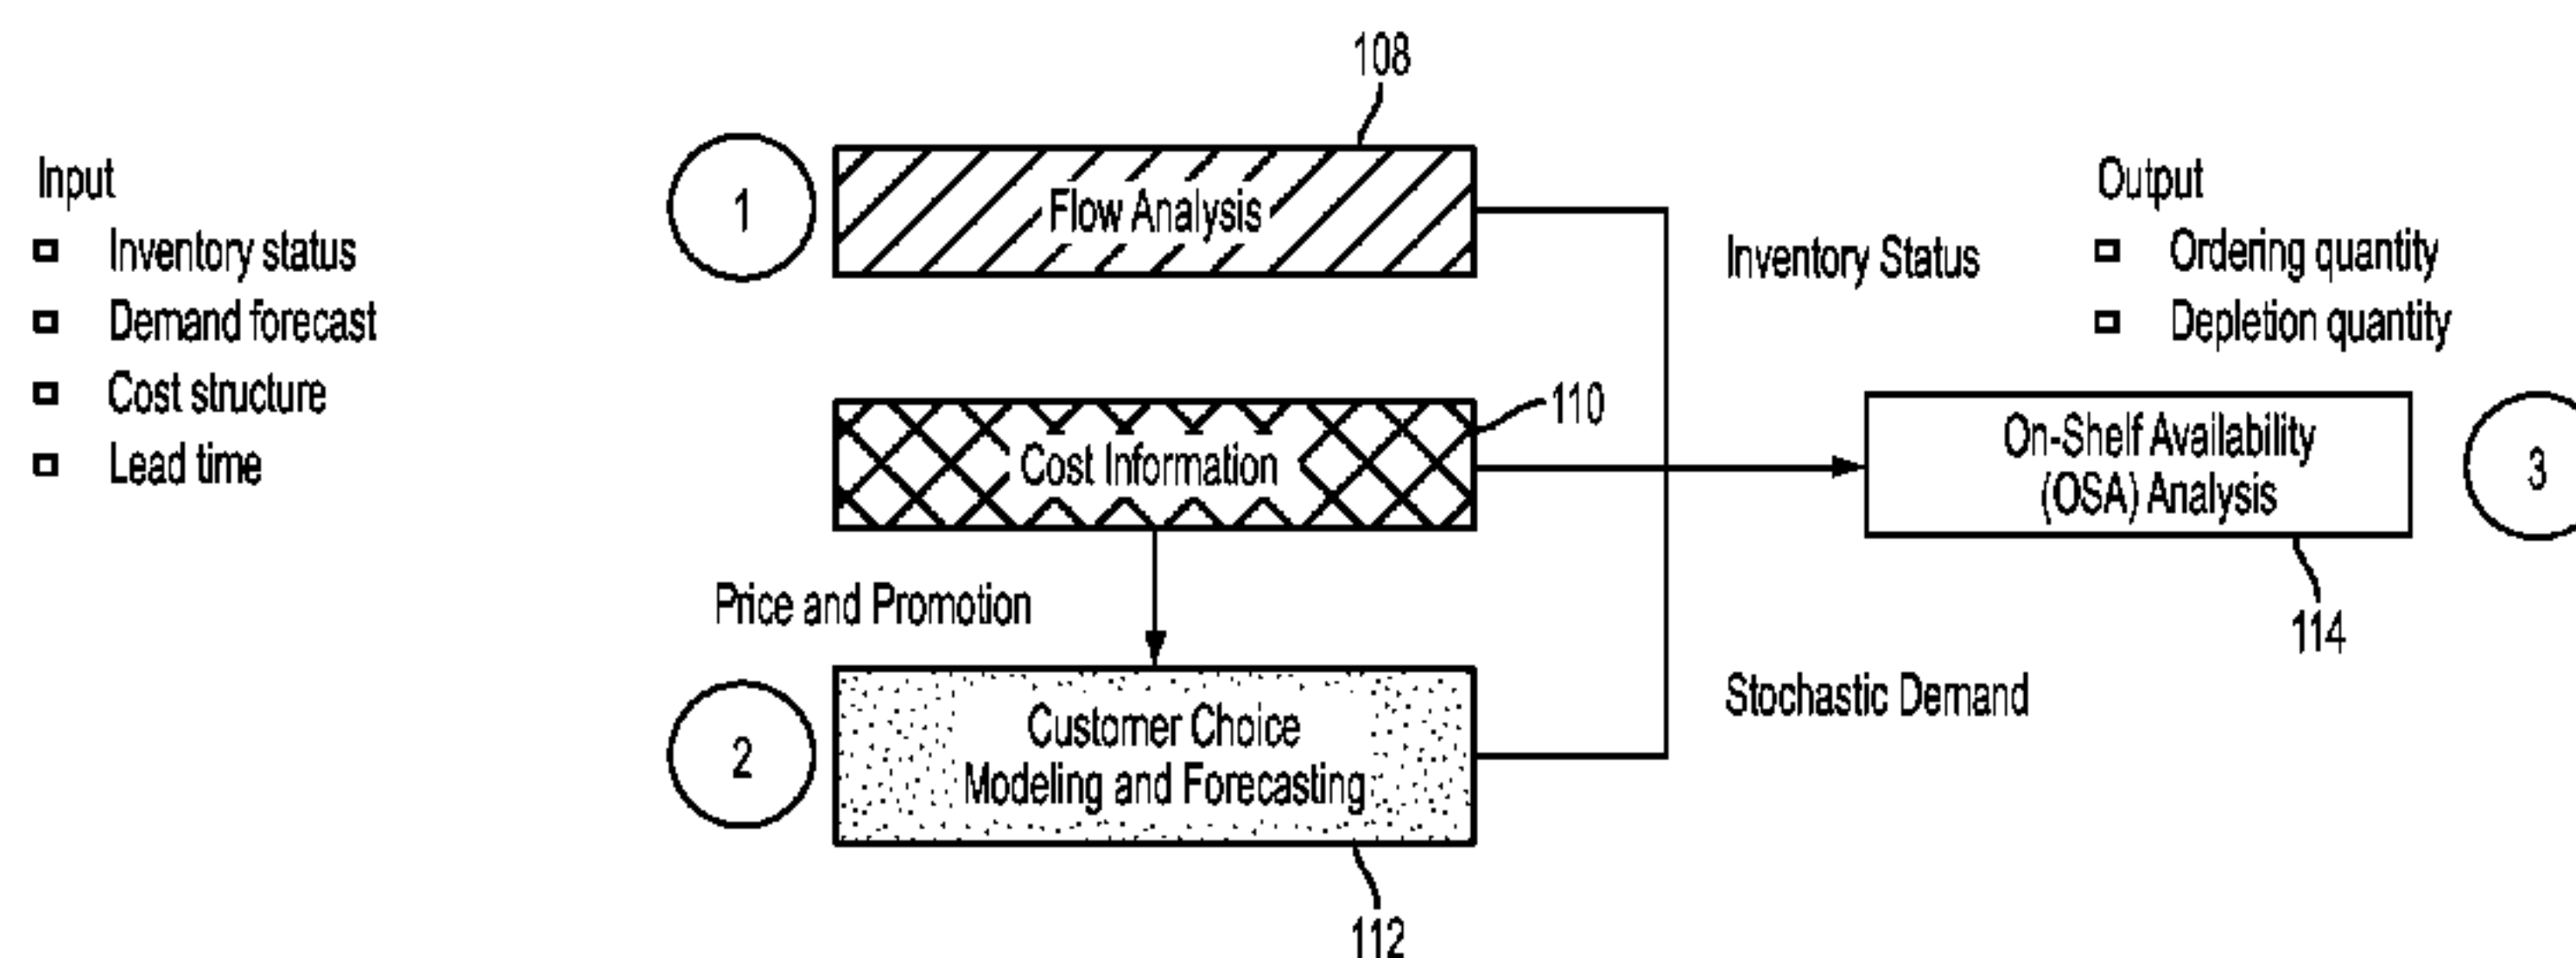 108
Input
Inventory status
Demand forecast
Cost structure
Lead time
1
Flow Analysis
Inventory Status
Output
Ordering quantity
Depletion quantity
110
Cost Information
On-Shelf Availability
(OSA) Analysis
3
114
Price and Promotion
2
Customer Choice
Modeling and Forecasting
Stochastic Demand
112